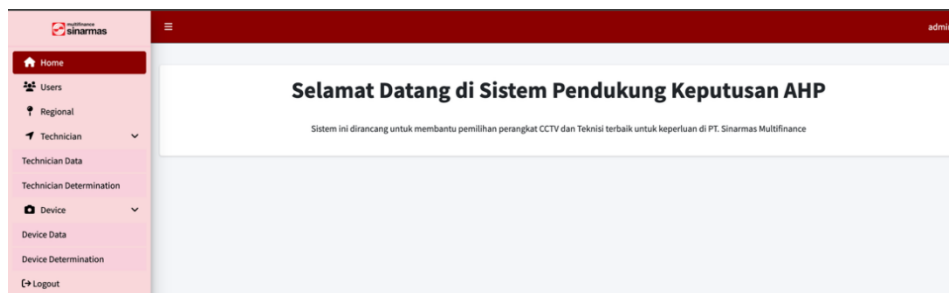 multifinance
sinarmas
admin
Home
Users
Regional
Technician
Technician Data
Technician Determination
Device
Device Data
Device Determination
Logout
Selamat Datang di Sistem Pendukung Keputusan AHP
Sistem ini dirancang untuk membantu pemilihan perangkat CCTV dan Teknisi terbaik untuk keperluan di PT. Sinarmas Multifinance